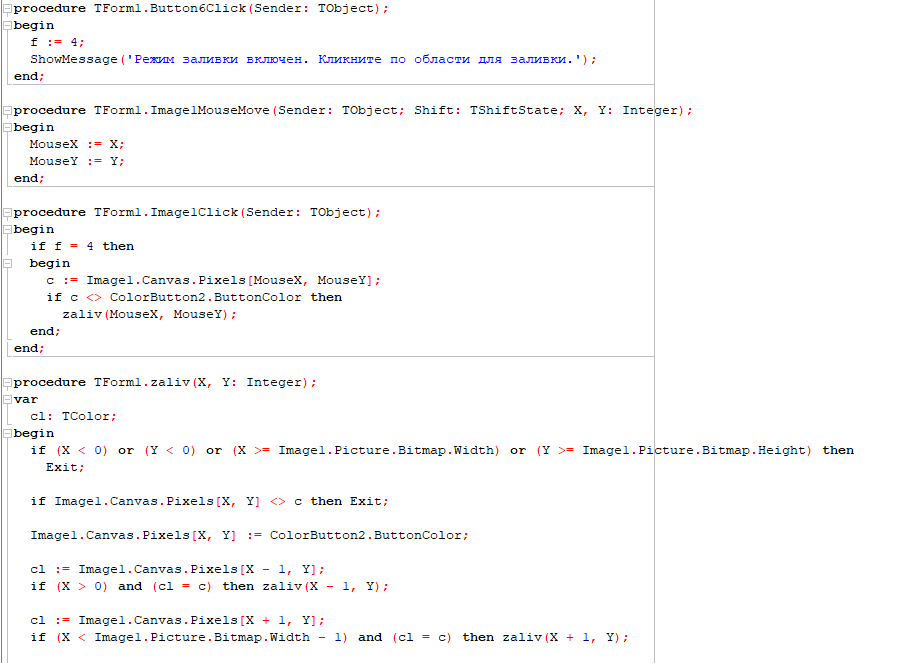 procedure TForm1.Button6Click(Sender: TObject);
begin
  f := 4;
  ShowMessage('Режим заливки включен. Кликните по области для заливки.');
end;

procedure TForm1.Image1MouseMove(Sender: TObject; Shift: TShiftState; X, Y: Integer);
begin
  MouseX := X;
  MouseY := Y;
end;

procedure TForm1.Image1Click(Sender: TObject);
begin
  if f = 4 then
  begin
    c := Image1.Canvas.Pixels[MouseX, MouseY];
    if c <> ColorButton2.ButtonColor then
      zaliv(MouseX, MouseY);
  end;
end;

procedure TForm1.zaliv(X, Y: Integer);
var
  cl: TColor;
begin
  if (X < 0) or (Y < 0) or (X >= Image1.Picture.Bitmap.Width) or (Y >= Image1.Picture.Bitmap.Height) then
    Exit;

  if Image1.Canvas.Pixels[X, Y] <> c then Exit;

  Image1.Canvas.Pixels[X, Y] := ColorButton2.ButtonColor;

  cl := Image1.Canvas.Pixels[X - 1, Y];
  if (X > 0) and (cl = c) then zaliv(X - 1, Y);

  cl := Image1.Canvas.Pixels[X + 1, Y];
  if (X < Image1.Picture.Bitmap.Width - 1) and (cl = c) then zaliv(X + 1, Y);